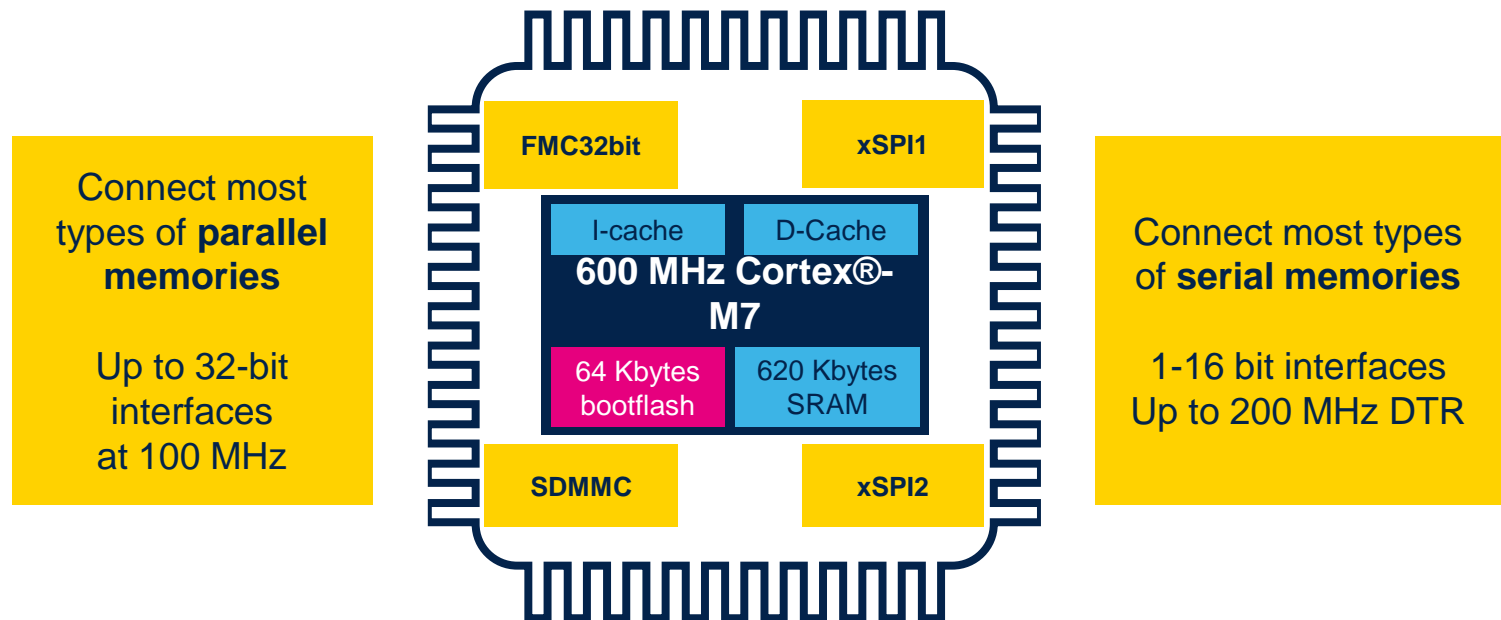 Connect most
types of parallel
memories
Up to 32-bit
interfaces
at 100 MHz
FMC32bit
xSPI1
I-cache
D-Cache
600 MHz Cortex®-
M7
64 Kbytes
bootflash
620 Kbytes
SRAM
SDMMC
xSPI2
Connect most types
of serial memories
1-16 bit interfaces
Up to 200 MHz DTR